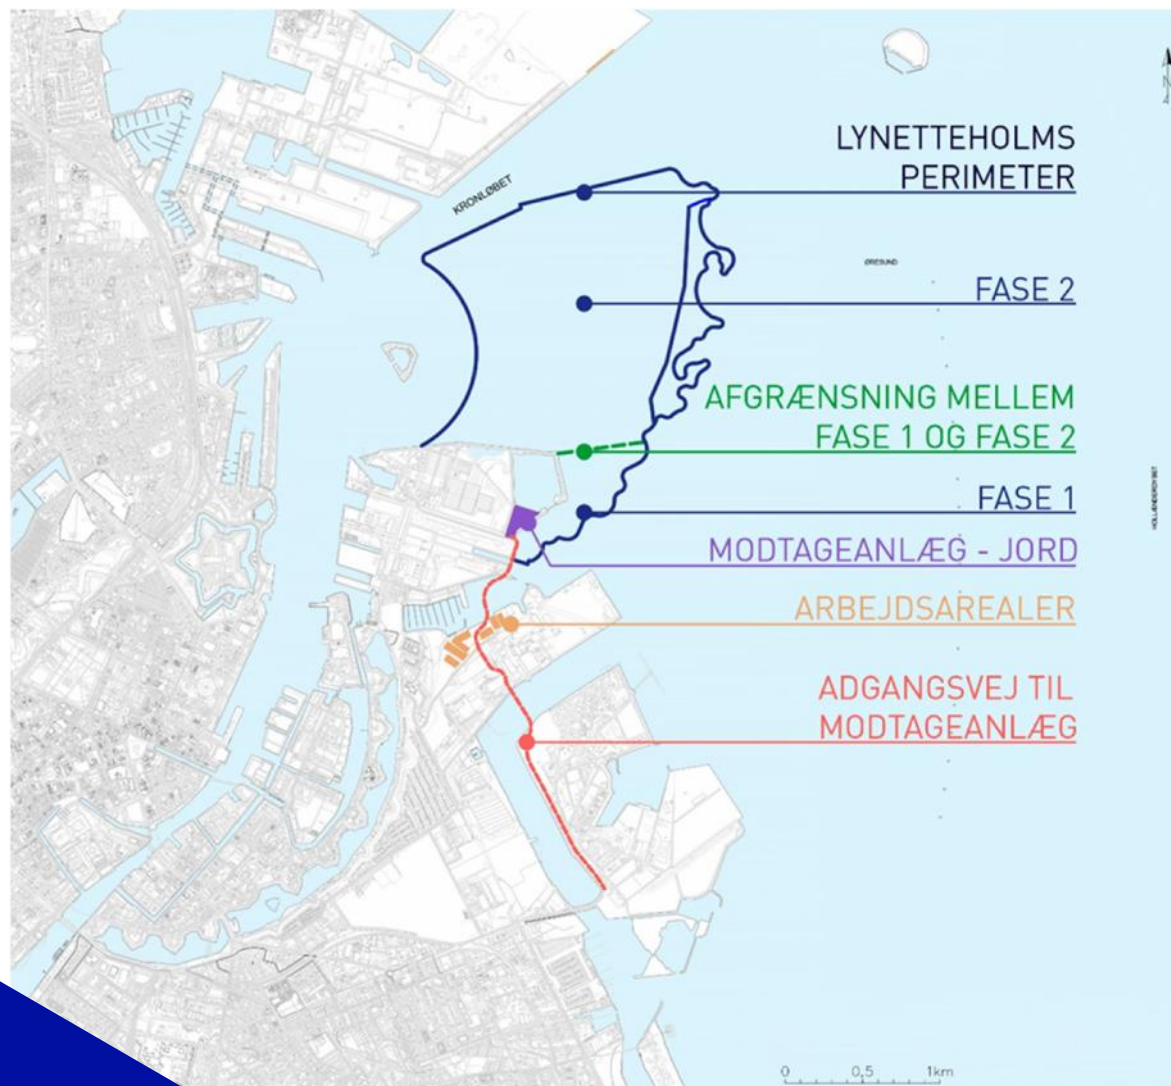 LYNETTEHOLMS
PERIMETER
KRONLØBET
ØRESUND
FASE 2
AFGRÆNSNING MELLEM
FASE 1 OG FASE 2
HOLLÆNDERDYBET
FASE 1
MODTAGEANLÆG - JORD
ARBEJDSAREALER
ADGANGSVEJ TIL
MODTAGEANLÆG
0 0,5 1km